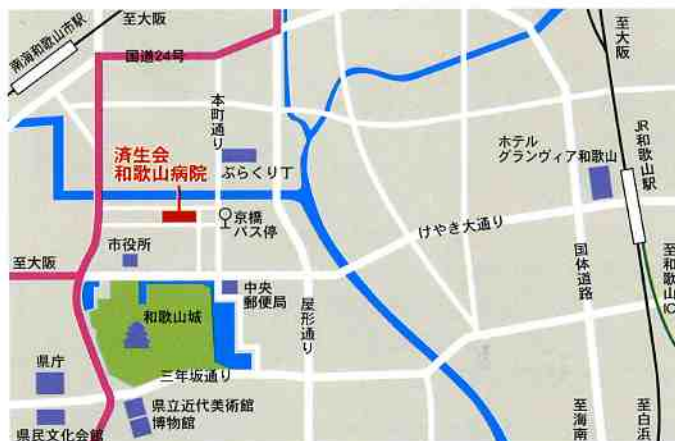 南海和歌山市駅
至大阪
国道24号
至大阪
本町通り
済生会
和歌山病院
ぶらくり丁
ホテル
グランヴィア和歌山
JR和歌山駅
京橋
バス停
けやき大通り
市役所
至大阪
中央
郵便局
屋形通り
国体道路
至和歌山IC
和歌山城
県庁
三年坂通り
県立近代美術館
博物館
県民文化会館
至海南
至白浜